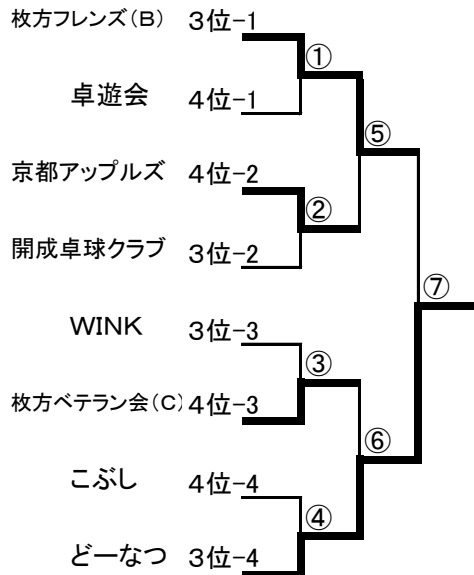 枚方フレンズ（B） 3位-1
①
卓遊会 4位-1
⑤
京都アップルズ 4位-2
②
開成卓球クラブ 3位-2
⑦
WINK 3位-3
③
枚方ベテラン会（C） 4位-3
⑥
こぶし 4位-4
④
どーなつ 3位-4